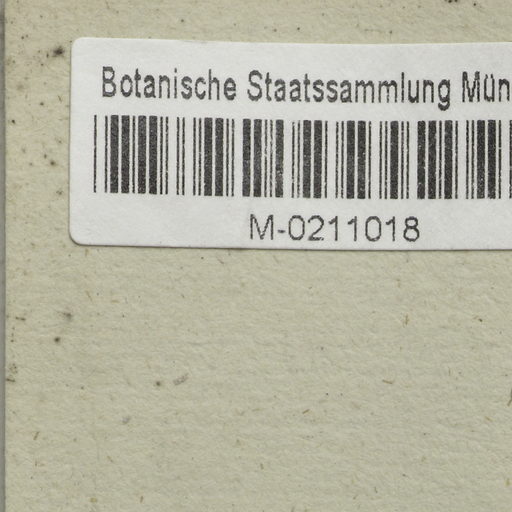 Botanische Staatssammlung Mün
M-0211018